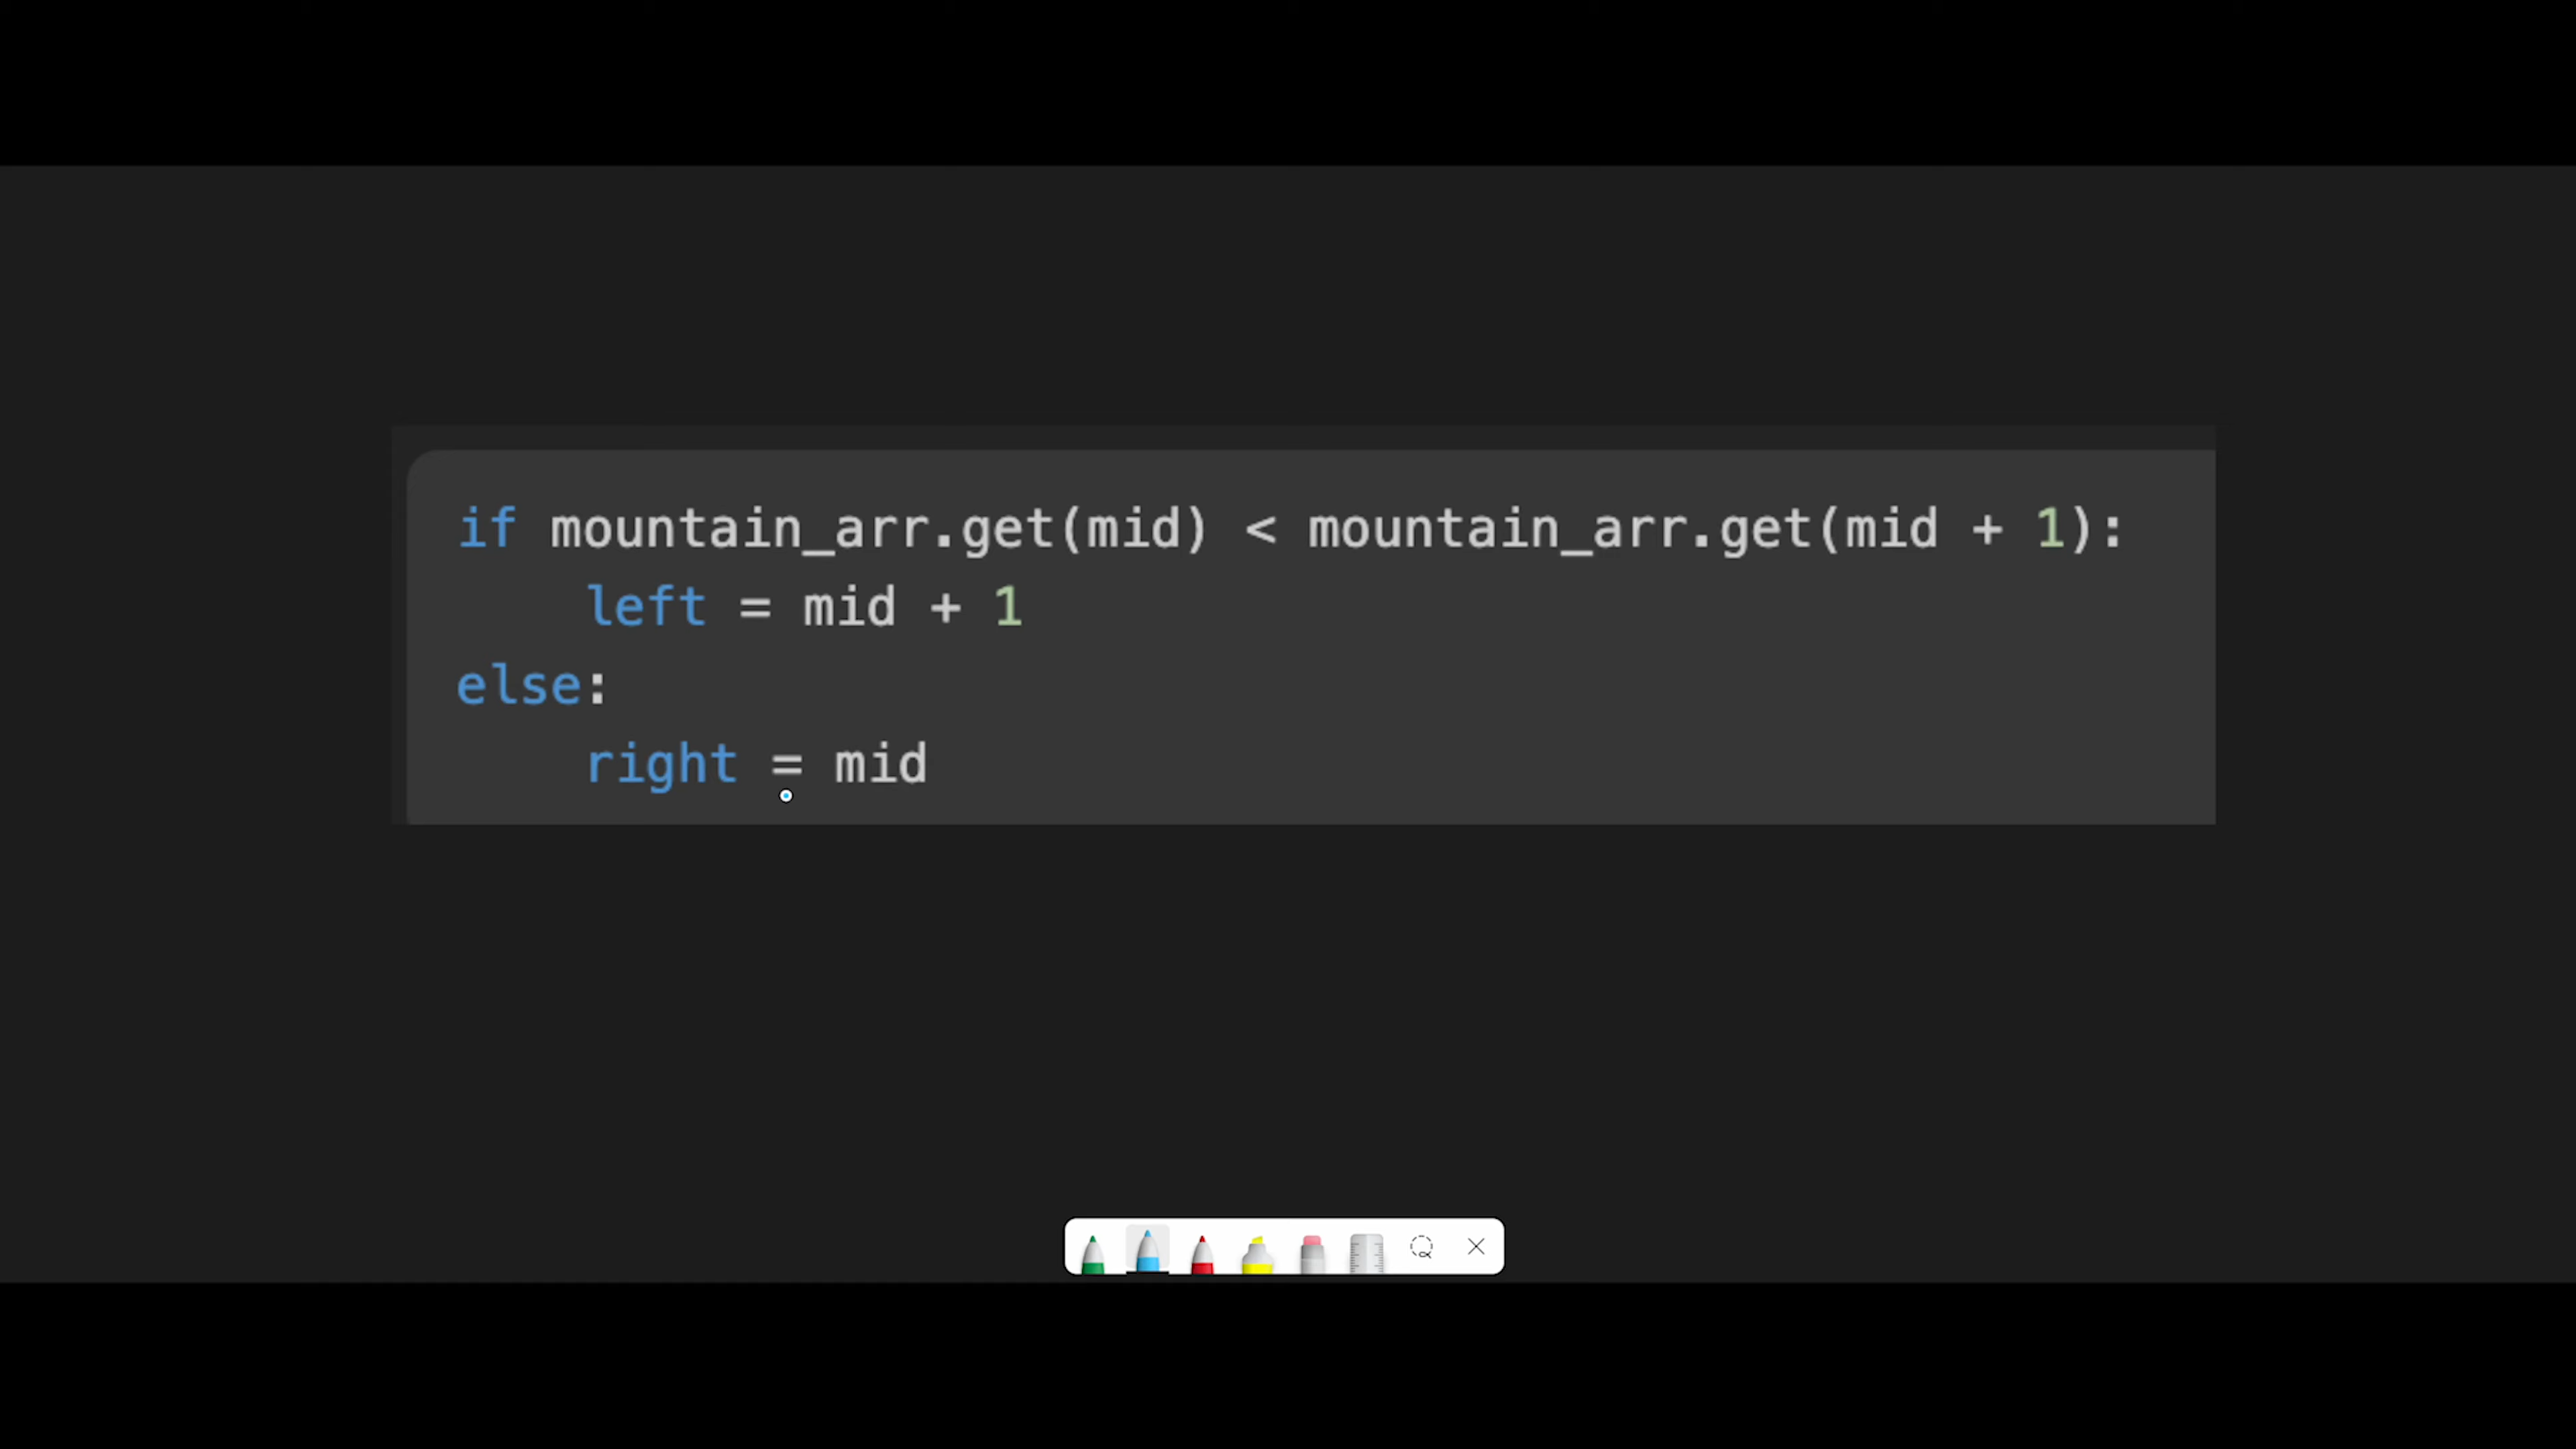 if mountain_arr.get(mid) < mountain_arr.get(mid + 1):
    left = mid + 1
else:
    right = mid